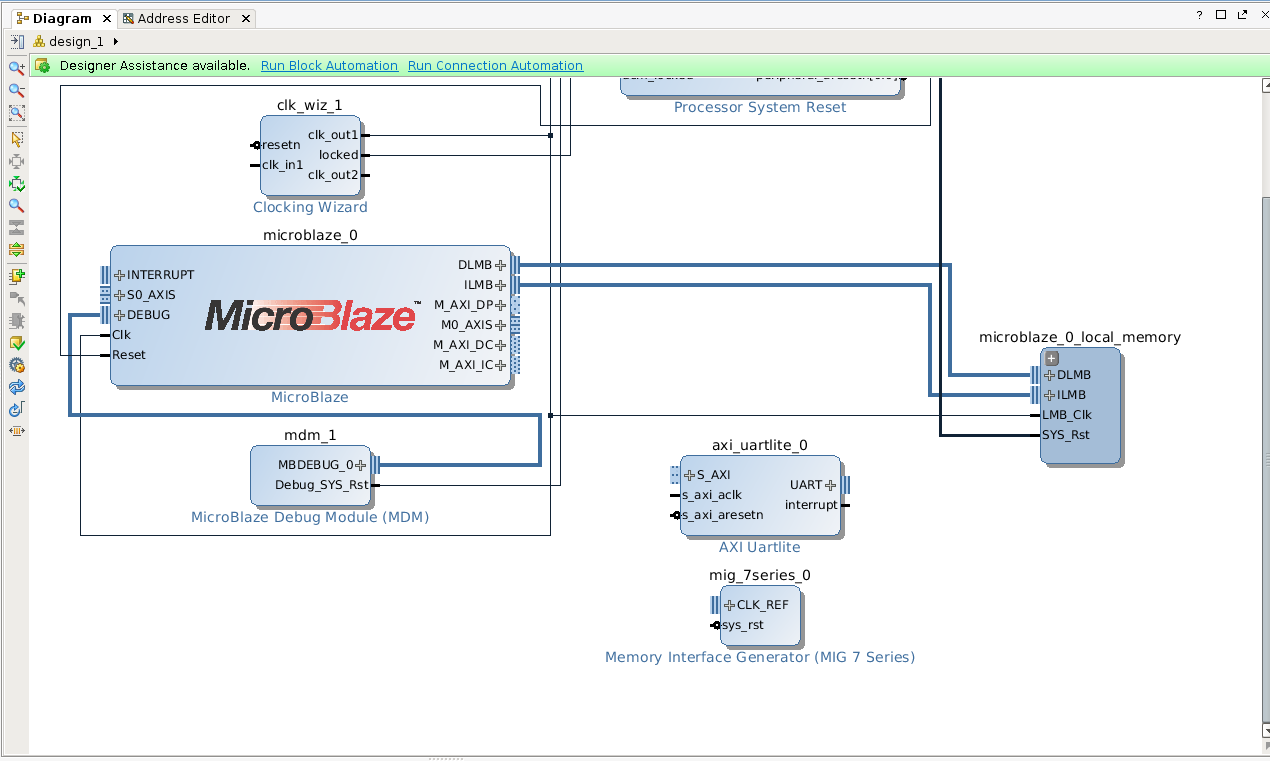 Diagram
Address Editor
design_1
Designer Assistance available. Run Block Automation Run Connection Automation
Processor System Reset
clk_wiz_1
resetn
clk_in1
clk_out1
locked
clk_out2
Clocking Wizard
microblaze_0
INTERRUPT
S0_AXIS
DEBUG
Clk
Reset
MicroBlaze™
DLMB
ILMB
M_AXI_DP
M0_AXIS
M_AXI_DC
M_AXI_IC
MicroBlaze
microblaze_0_local_memory
DLMB
ILMB
LMB_Clk
SYS_Rst
mdm_1
MBDEBUG_0
Debug_SYS_Rst
MicroBlaze Debug Module (MDM)
axi_uartlite_0
S_AXI
s_axi_aclk
s_axi_aresetn
UART
interrupt
AXI Uartlite
mig_7series_0
CLK_REF
sys_rst
Memory Interface Generator (MIG 7 Series)